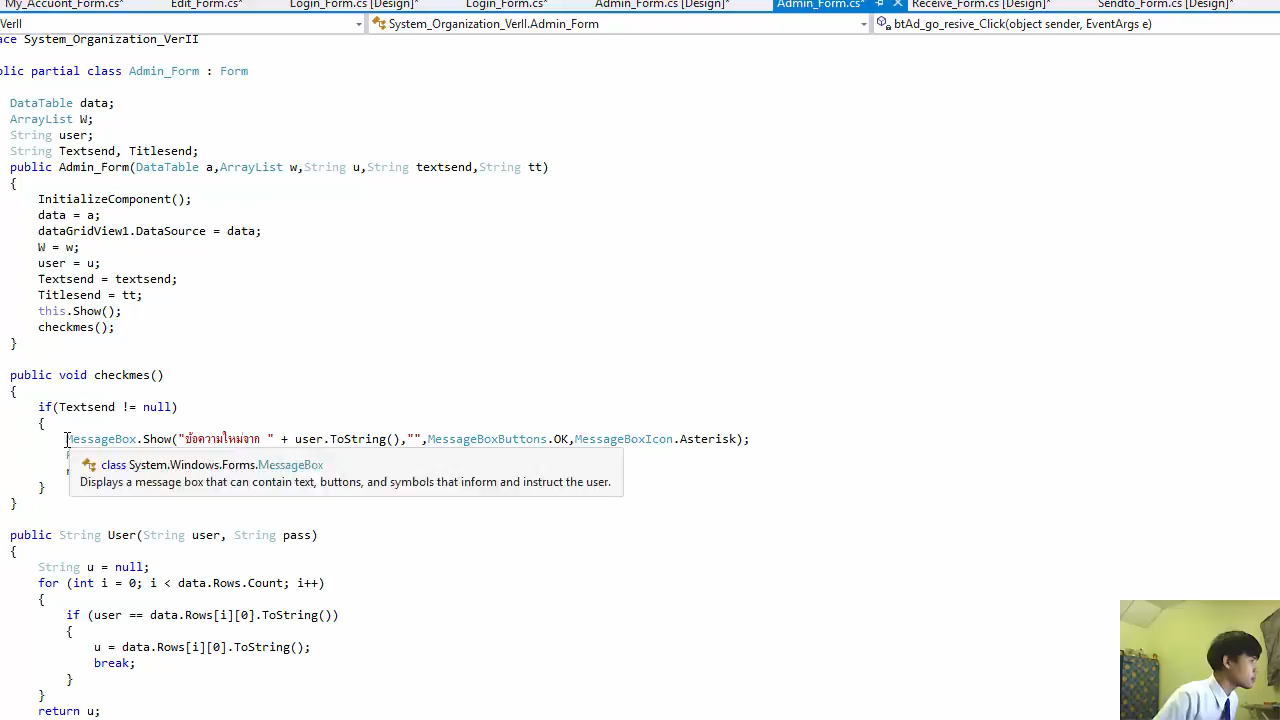 My_Accuont_Form.cs* Edit_Form.cs* Login_Form.cs [Design]* Login_Form.cs* Admin_Form.cs [Design]* Admin_Form.cs* Receive_Form.cs [Design]* Sendto_Form.cs [Design]*
VerII System_Organization_VerII.Admin_Form btAd_go_resive_Click(object sender, EventArgs e)
ace System_Organization_VerII
blic partial class Admin_Form : Form
DataTable data;
ArrayList W;
String user;
String Textsend, Titlesend;
public Admin_Form(DataTable a,ArrayList w,String u,String textsend,String tt)
{
InitializeComponent();
data = a;
dataGridView1.DataSource = data;
W = w;
user = u;
Textsend = textsend;
Titlesend = tt;
this.Show();
checkmes();
}
public void checkmes()
{
if(Textsend != null)
{
MessageBox.Show("ข้อความใหม่จาก " + user.ToString(),"",MessageBoxButtons.OK,MessageBoxIcon.Asterisk);
class System.Windows.Forms.MessageBox
Displays a message box that can contain text, buttons, and symbols that inform and instruct the user.
}
}
public String User(String user, String pass)
{
String u = null;
for (int i = 0; i < data.Rows.Count; i++)
{
if (user == data.Rows[i][0].ToString())
{
u = data.Rows[i][0].ToString();
break;
}
}
return u;